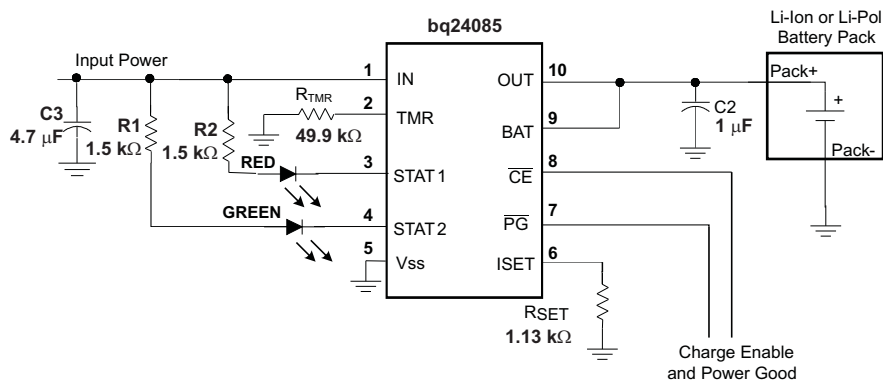 bq24085
Li-Ion or Li-Pol
Battery Pack
Input Power
1
IN
OUT
10
Pack+
RTMR
2
TMR
C3
4.7 μF
R1
1.5 kΩ
R2
1.5 kΩ
49.9 kΩ
BAT
9
C2
1 μF
+
RED
3
STAT1
CE
8
Pack-
GREEN
4
STAT2
PG
7
5
Vss
ISET
6
RSET
1.13 kΩ
Charge Enable
and Power Good